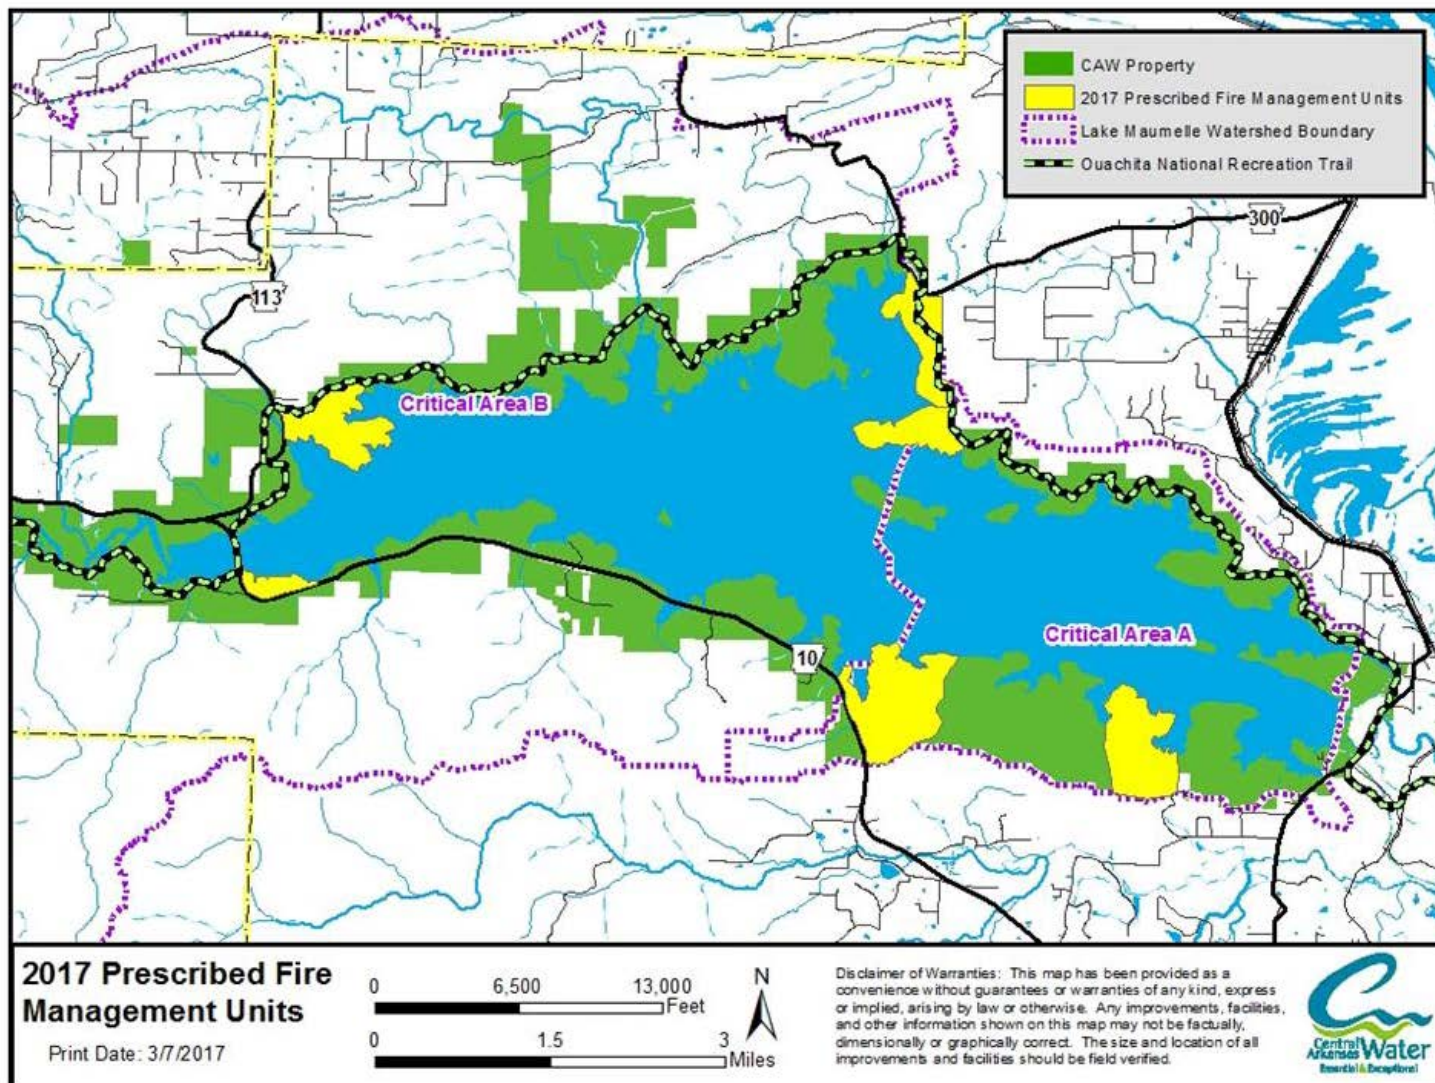 CAW Property
2017 Prescribed Fire Management Units
Lake Maumelle Watershed Boundary
Ouachita National Recreation Trail
300
113
Critical Area B
Critical Area A
10
2017 Prescribed Fire
Management Units
Print Date: 3/7/2017
0 6,500 13,000
Feet
0 1.5 3
Miles
N
Disclaimer of Warranties: This map has been provided as a
convenience without guarantees or warranties of any kind, express
or implied, arising by law or otherwise. Any improvements, facilities,
and other information shown on this map may not be factually,
dimensionally or graphically correct. The size and location of all
improvements and facilities should be field verified.
Central
Arkansas Water
Essential & Exceptional